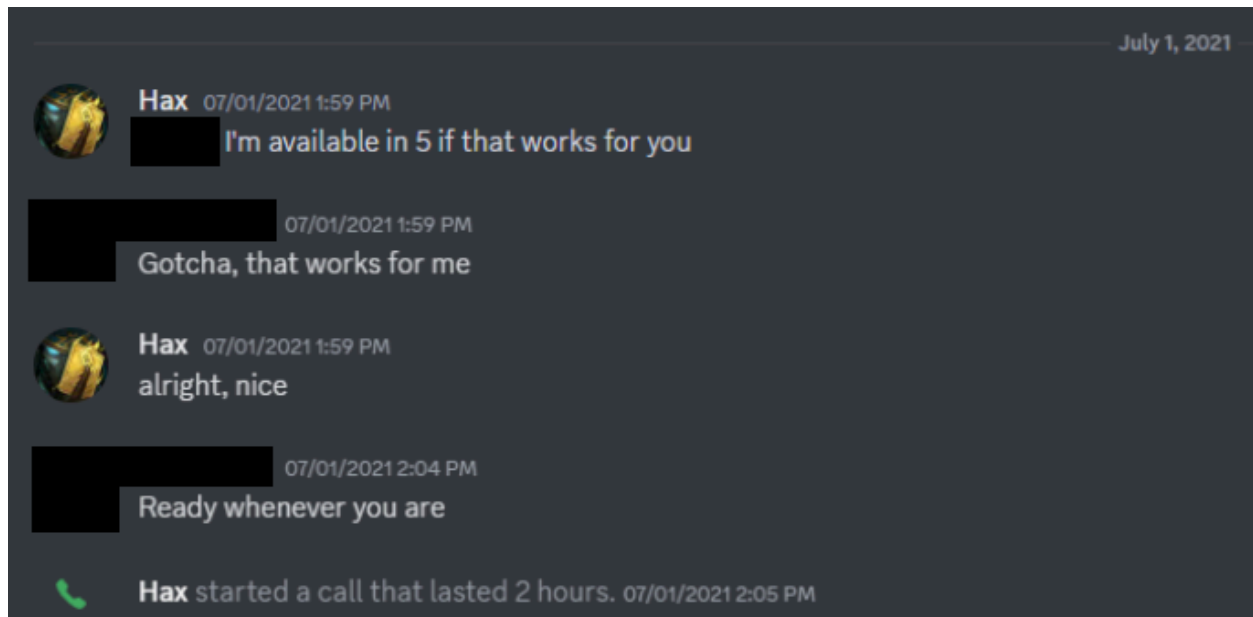 July 1, 2021
Hax 07/01/2021 1:59 PM
I'm available in 5 if that works for you
07/01/2021 1:59 PM
Gotcha, that works for me
Hax 07/01/2021 1:59 PM
alright, nice
07/01/2021 2:04 PM
Ready whenever you are
Hax started a call that lasted 2 hours. 07/01/2021 2:05 PM